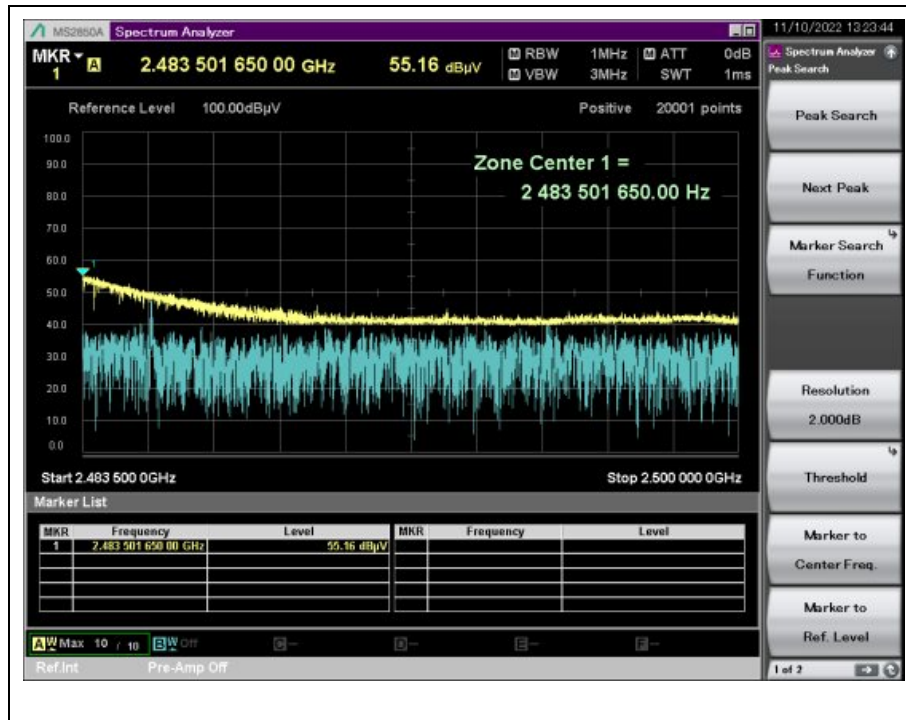 MS2850A Spectrum Analyzer
11/10/2022 13:23:44
MKR 1 A 2.483 501 650 00 GHz 55.16 dBµV
M RBW 1MHz M ATT 0dB
M VBW 3MHz SWT 1ms
Spectrum Analyzer
Peak Search
Reference Level 100.00dBµV Positive 20001 points
100.0
90.0
80.0
70.0
60.0
50.0
40.0
30.0
20.0
10.0
0.0
Zone Center 1 =
2 483 501 650.00 Hz
1
Start 2.483 500 0GHz Stop 2.500 000 0GHz
Marker List
MKR Frequency Level MKR Frequency Level
1 2.483 501 650 00 GHz 55.16 dBµV
A W Max 10 / 10 B W Off C -- D -- E -- F --
Ref.Int Pre-Amp Off
Peak Search
Next Peak
Marker Search
Function
Resolution
2.000dB
Threshold
Marker to
Center Freq.
Marker to
Ref. Level
1 of 2